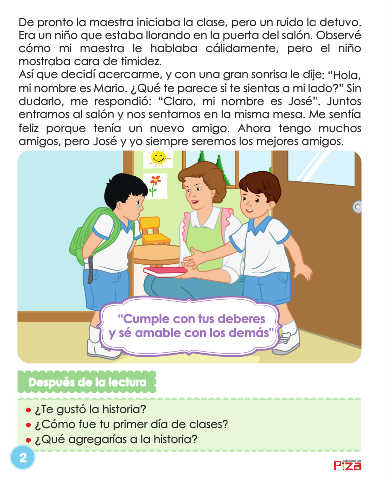 De pronto la maestra iniciaba la clase, pero un ruido la detuvo.
Era un niño que estaba llorando en la puerta del salón. Observé
cómo mi maestra le hablaba cálidamente, pero el niño
mostraba cara de timidez.
Así que decidí acercarme, y con una gran sonrisa le dije: "Hola,
mi nombre es Mario. ¿Qué te parece si te sientas a mi lado?" Sin
dudarlo, me respondió: "Claro, mi nombre es José". Juntos
entramos al salón y nos sentamos en la misma mesa. Me sentía
feliz porque tenía un nuevo amigo. Ahora tengo muchos
amigos, pero José y yo siempre seremos los mejores amigos.
"Cumple con tus deberes
y sé amable con los demás"
Después de la lectura
• ¿Te gustó la historia?
• ¿Cómo fue tu primer día de clases?
• ¿Qué agregarías a la historia?
2
Piza